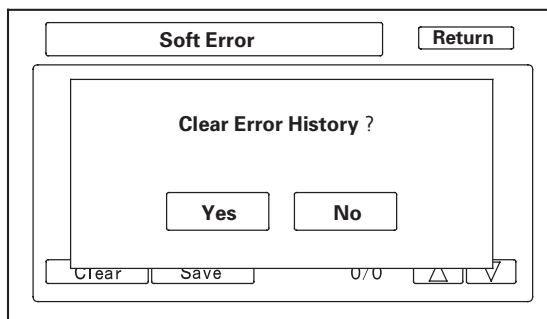 Soft Error Return
Clear Error History ?
Yes No
Clear Save 0/0